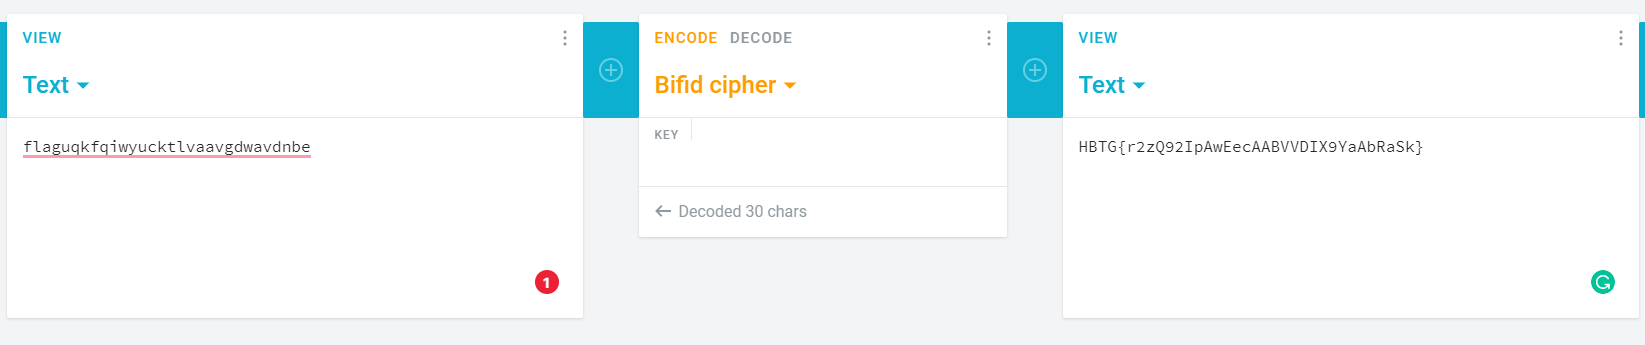 VIEW
Text
flaguqkfqiwyucktlvaavgdwavdnbe
1
ENCODE DECODE
Bifid cipher
KEY
← Decoded 30 chars
VIEW
Text
HBTG{r2zQ92IpAwEecAABVVDIX9YaAbRaSk}